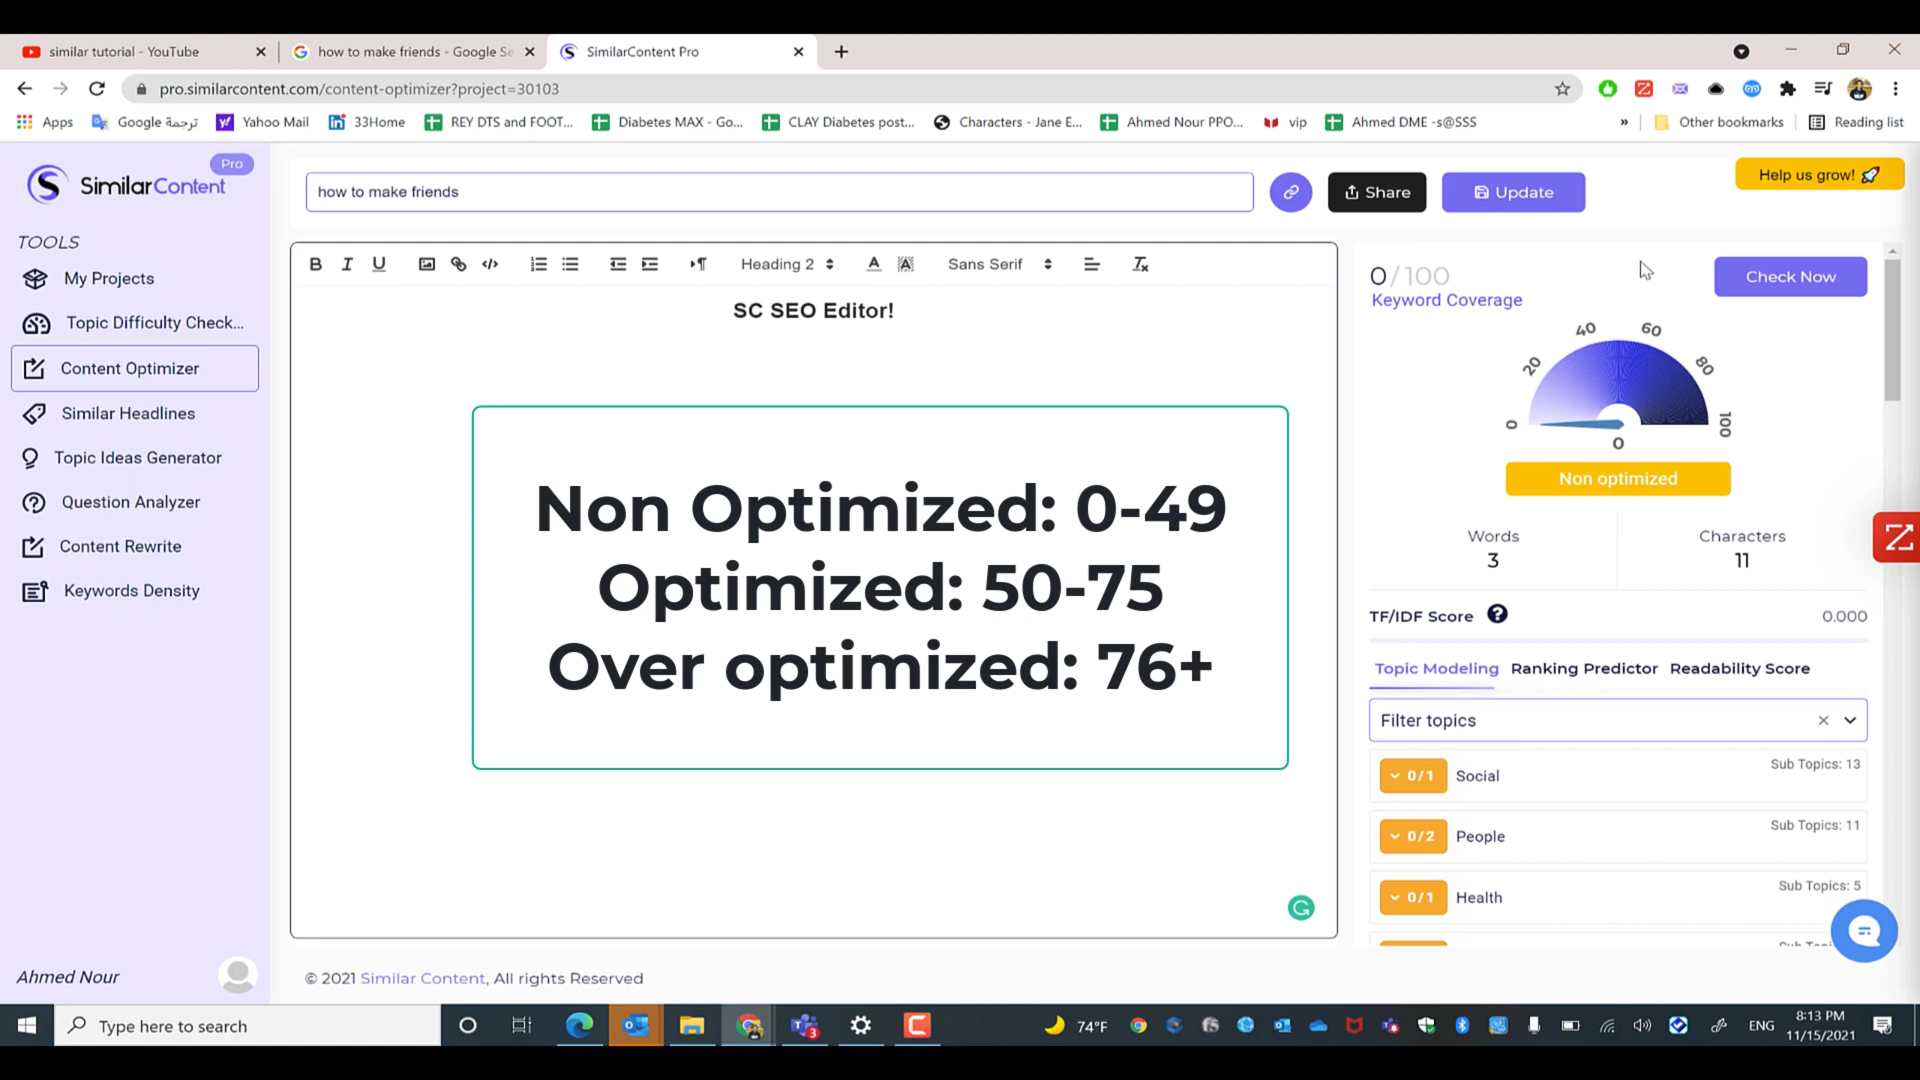 similar tutorial - YouTube
how to make friends - Google Se
SimilarContent Pro
pro.similarcontent.com/content-optimizer?project=30103
Apps
Google ترجمة
Yahoo Mail
33Home
REY DTS and FOOT...
Diabetes MAX - Go...
CLAY Diabetes post...
Characters - Jane E...
Ahmed Nour PPO...
vip
Ahmed DME -s@SSS
»
Other bookmarks
Reading list
SimilarContent
Pro
TOOLS
My Projects
Topic Difficulty Check...
Content Optimizer
Similar Headlines
Topic Ideas Generator
Question Analyzer
Content Rewrite
Keywords Density
Ahmed Nour
how to make friends
Share
Update
Help us grow!
B I U
Heading 2
A
Sans Serif
SC SEO Editor!
Non Optimized: 0-49
Optimized: 50-75
Over optimized: 76+
0/100
Keyword Coverage
Check Now
0
20
40
60
80
100
0
Non optimized
Words
3
Characters
11
TF/IDF Score
0.000
Topic Modeling
Ranking Predictor
Readability Score
Filter topics
0/1 Social
Sub Topics: 13
0/2 People
Sub Topics: 11
0/1 Health
Sub Topics: 5
© 2021 Similar Content, All rights Reserved
Type here to search
3
74°F
ENG
8:13 PM
11/15/2021